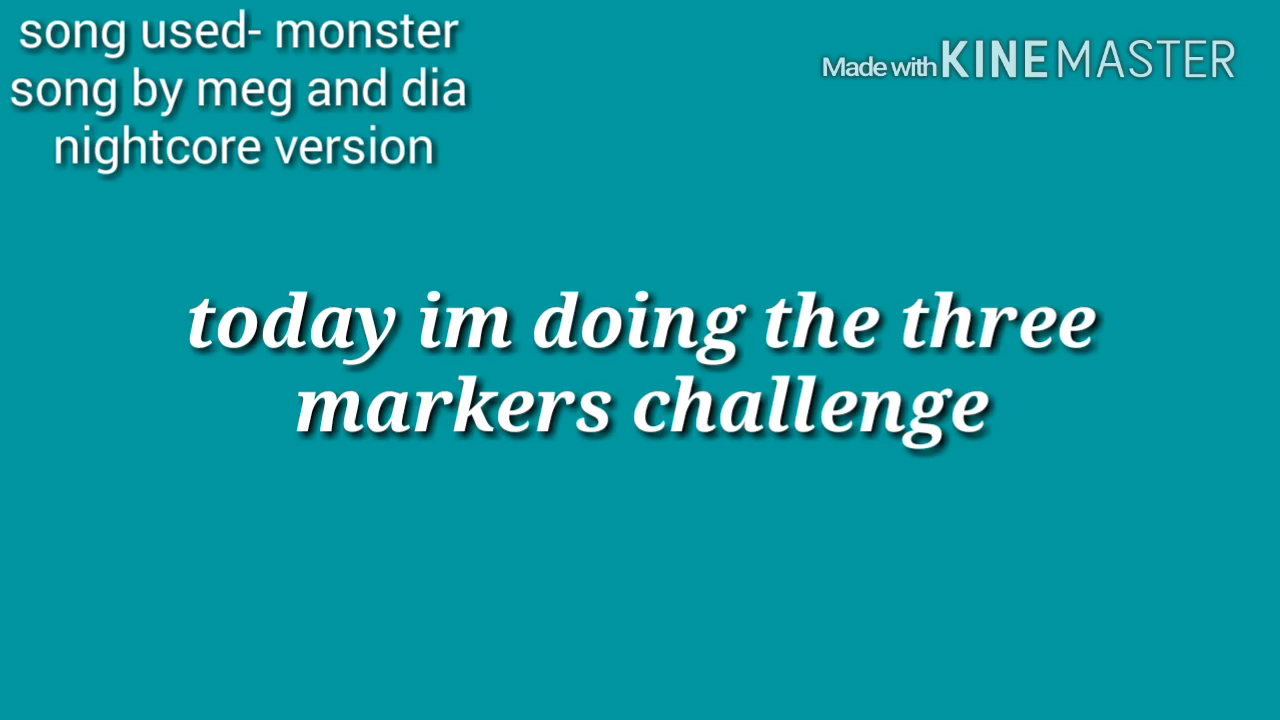 song used- monster
song by meg and dia
nightcore version
Made with KINEMASTER
today im doing the three
markers challenge